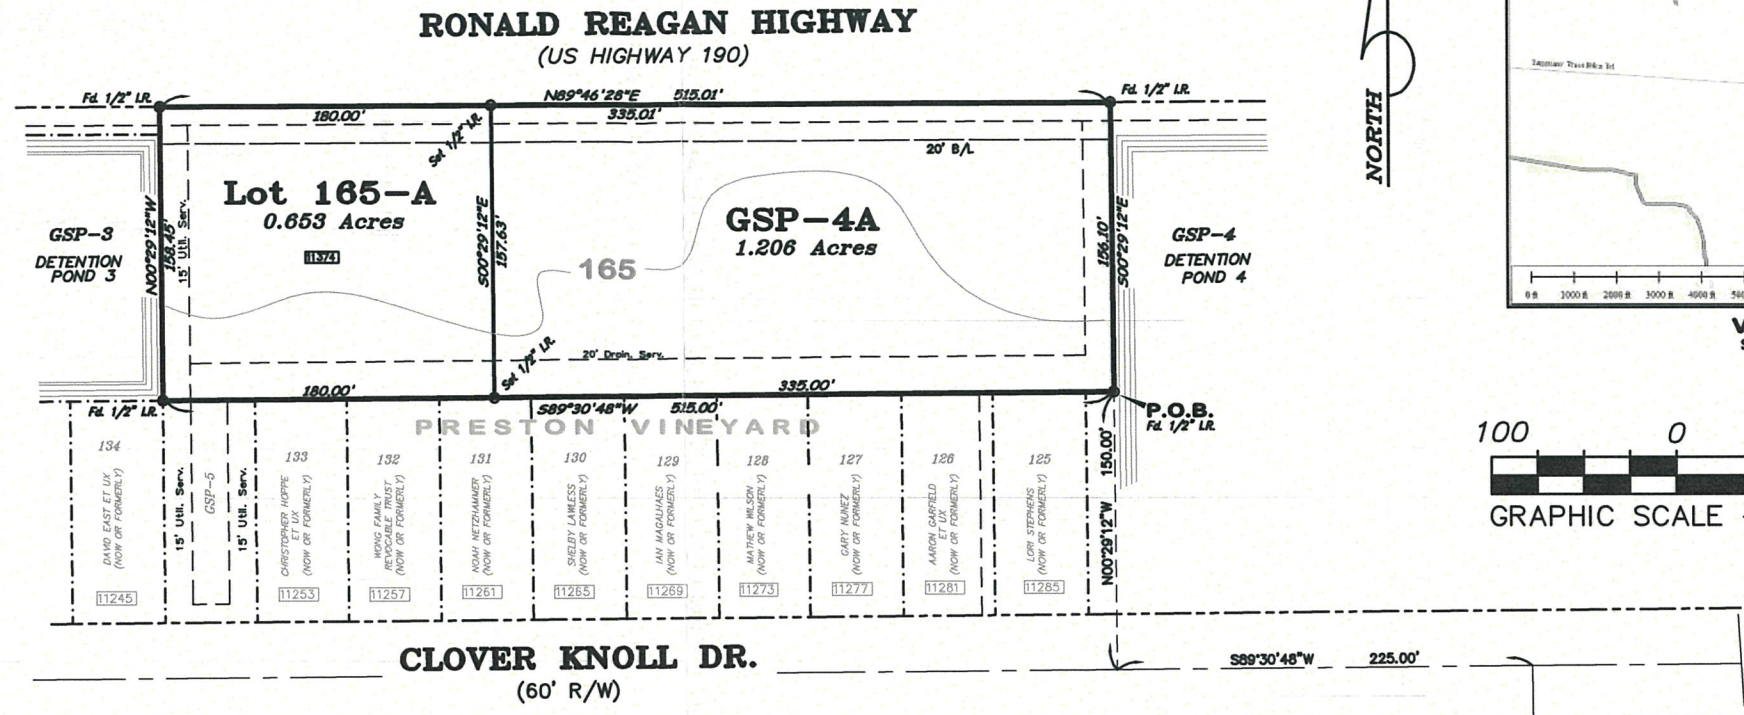 RONALD REAGAN HIGHWAY
(US HIGHWAY 190)
Fd. 1/2" I.R.
N89°46'28"E 515.01'
Fd. 1/2" I.R.
180.00'
335.01'
Set 1/2" I.R.
20' B/L
Lot 165-A
0.653 Acres
11374
GSP-4A
1.206 Acres
165
GSP-3
DETENTION
POND 3
N00°29'12"W
158.45'
15' Util. Serv.
S00°29'12"E
157.63'
156.10'
S00°29'12"E
GSP-4
DETENTION
POND 4
Set 1/2" I.R.
20' Drain. Serv.
180.00'
335.00'
Fd. 1/2" I.R.
S89°30'48"W 515.00'
P.O.B.
Fd. 1/2" I.R.
PRESTON VINEYARD
134
DAVID EAST ET UX
(NOW OR FORMERLY)
11245
15' Util. Serv.
GSP-5
15' Util. Serv.
133
CHRISTOPHER HOPPE
ET UX
(NOW OR FORMERLY)
11253
132
WONG FAMILY
REVOCABLE TRUST
(NOW OR FORMERLY)
11257
131
NOAH NETZHAMMER
(NOW OR FORMERLY)
11261
130
SHELBY LAWLESS
(NOW OR FORMERLY)
11265
129
IAN MAGALHAES
(NOW OR FORMERLY)
11269
128
MATHEW WILSON
(NOW OR FORMERLY)
11273
127
GARY NUNEZ
(NOW OR FORMERLY)
11277
126
AARON GARFIELD
ET UX
(NOW OR FORMERLY)
11281
125
LORI STEPHENS
(NOW OR FORMERLY)
11285
N00°29'12"W 150.00'
CLOVER KNOLL DR.
(60' R/W)
S89°30'48"W 225.00'
NORTH
0 ft 1000 ft 2000 ft 3000 ft 4000 ft
100 0
GRAPHIC SCALE